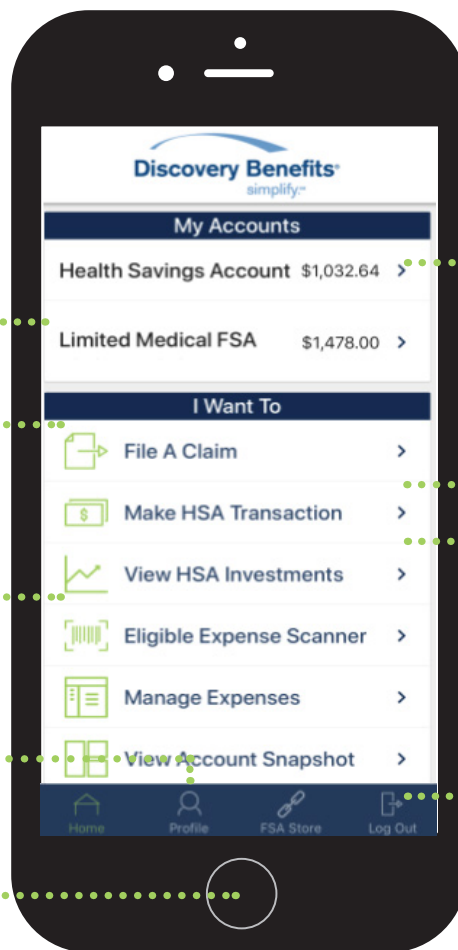 Discovery Benefits®
simplify.℠
My Accounts
Health Savings Account $1,032.64
Limited Medical FSA $1,478.00
I Want To
File A Claim
$
Make HSA Transaction
View HSA Investments
Eligible Expense Scanner
Manage Expenses
View Account Snapshot
Home Profile FSA Store Log Out